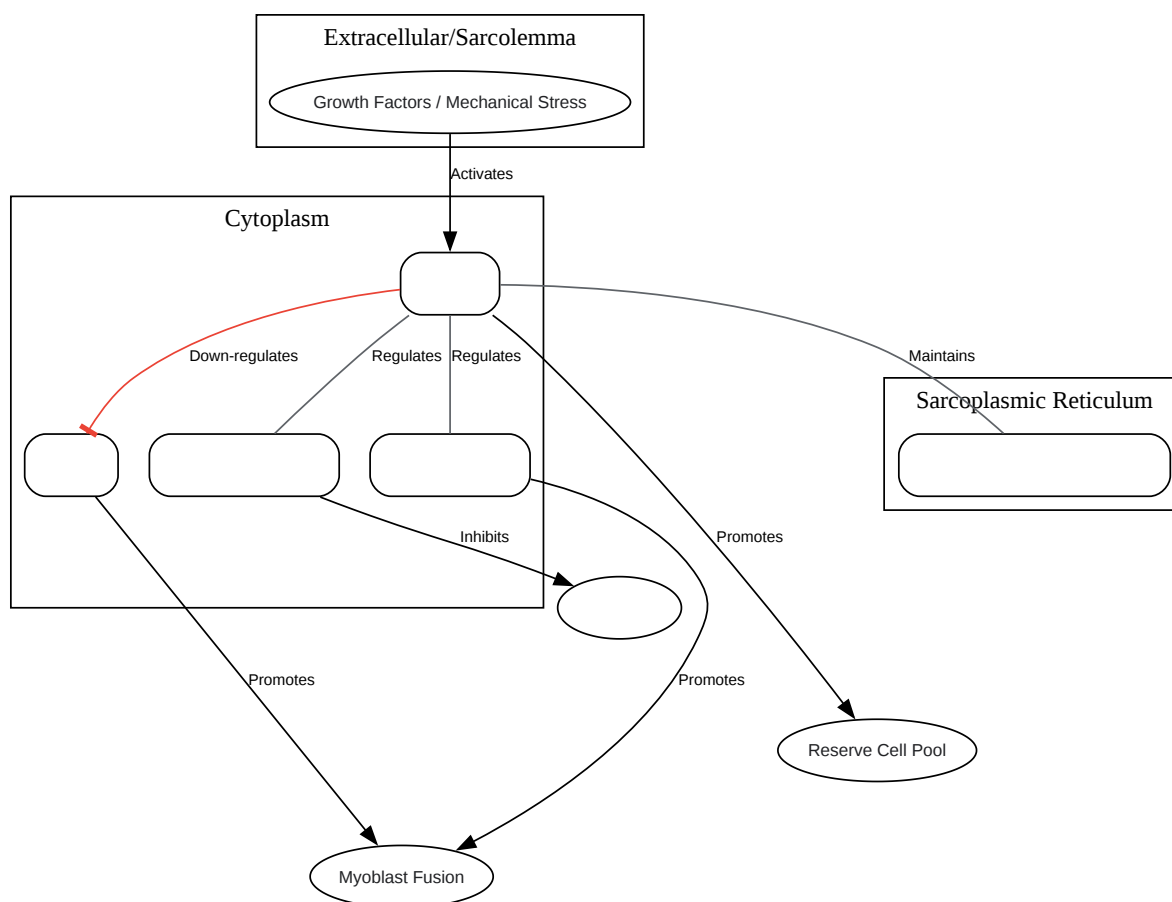 Extracellular/Sarcolemma
Growth Factors / Mechanical Stress
Activates
Cytoplasm
Down-regulates
Regulates
Regulates
Maintains
Sarcoplasmic Reticulum
Inhibits
Promotes
Promotes
Promotes
Reserve Cell Pool
Myoblast Fusion